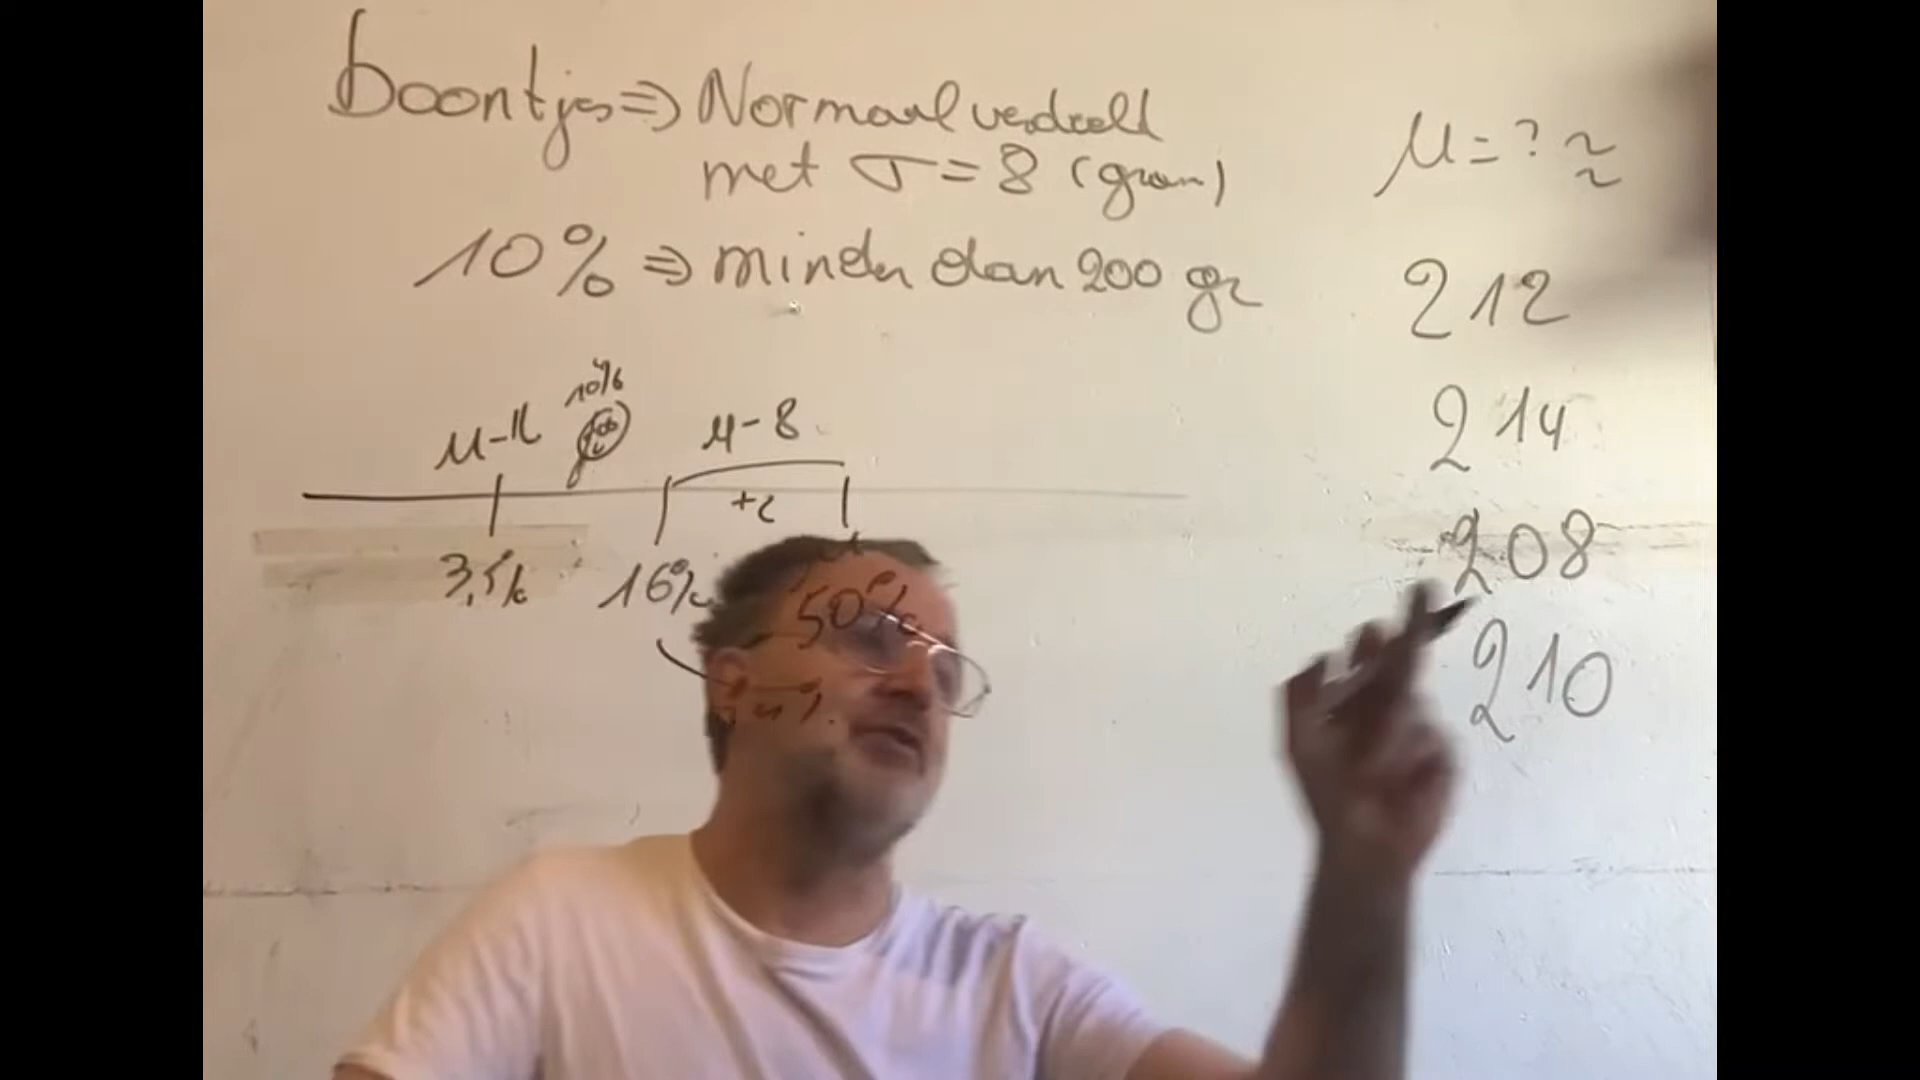 boontjes ⇒ Normaal verdeeld
met σ = 8 (gram)
10% ⇒ minder dan 200 gr
μ = ? ≈
212
214
208
210
10%
μ-16
μ-8
3,5%
16%
50%